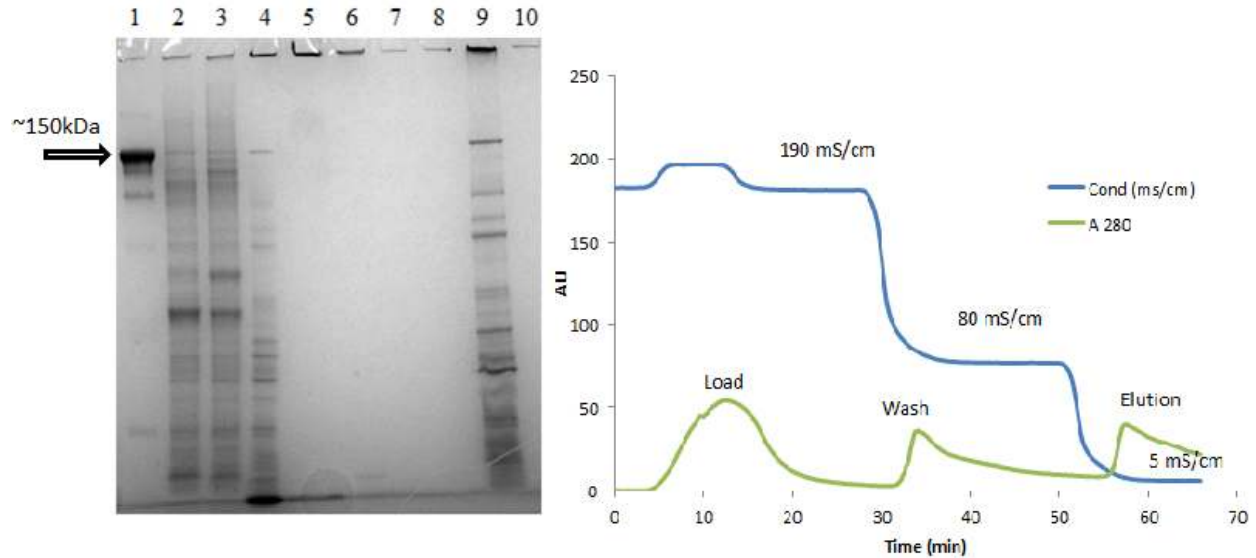 1 2 3 4 5 6 7 8 9 10
~150kDa
250
200
150
100
50
0
AU
190 mS/cm
80 mS/cm
5 mS/cm
Load
Wash
Elution
Cond (ms/cm)
A 280
0 10 20 30 40 50 60 70
Time (min)